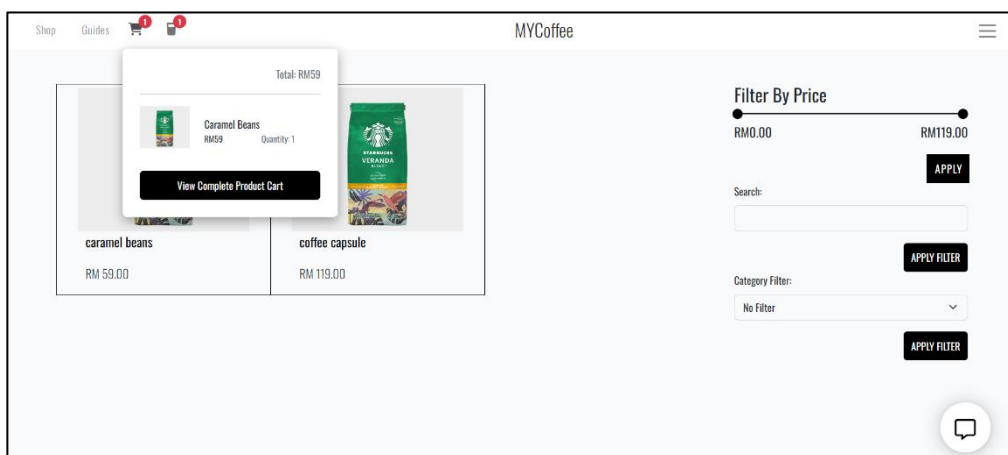 Shop Guides 1 1 MYCoffee
Total: RM59
Caramel Beans
RM59 Quantity: 1
View Complete Product Cart
STARBUCKS
VERANDA
BLEND
caramel beans
RM 59.00
coffee capsule
RM 119.00
Filter By Price
RM0.00 RM119.00
APPLY
Search:
APPLY FILTER
Category Filter:
No Filter
APPLY FILTER